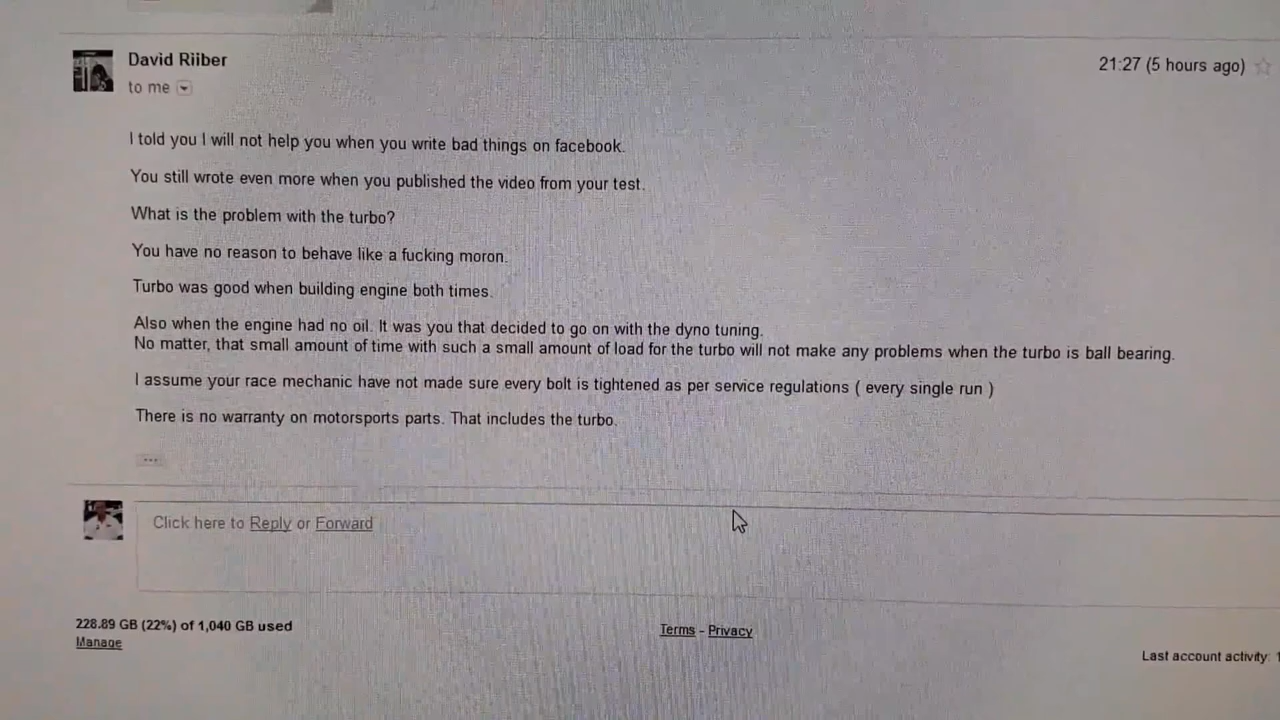 David Riiber
21:27 (5 hours ago)
to me
I told you I will not help you when you write bad things on facebook.
You still wrote even more when you published the video from your test.
What is the problem with the turbo?
You have no reason to behave like a fucking moron.
Turbo was good when building engine both times.
Also when the engine had no oil. It was you that decided to go on with the dyno tuning.
No matter, that small amount of time with such a small amount of load for the turbo will not make any problems when the turbo is ball bearing.
I assume your race mechanic have not made sure every bolt is tightened as per service regulations ( every single run )
There is no warranty on motorsports parts. That includes the turbo.
...
Click here to Reply or Forward
228.89 GB (22%) of 1,040 GB used
Manage
Terms - Privacy
Last account activity: 1